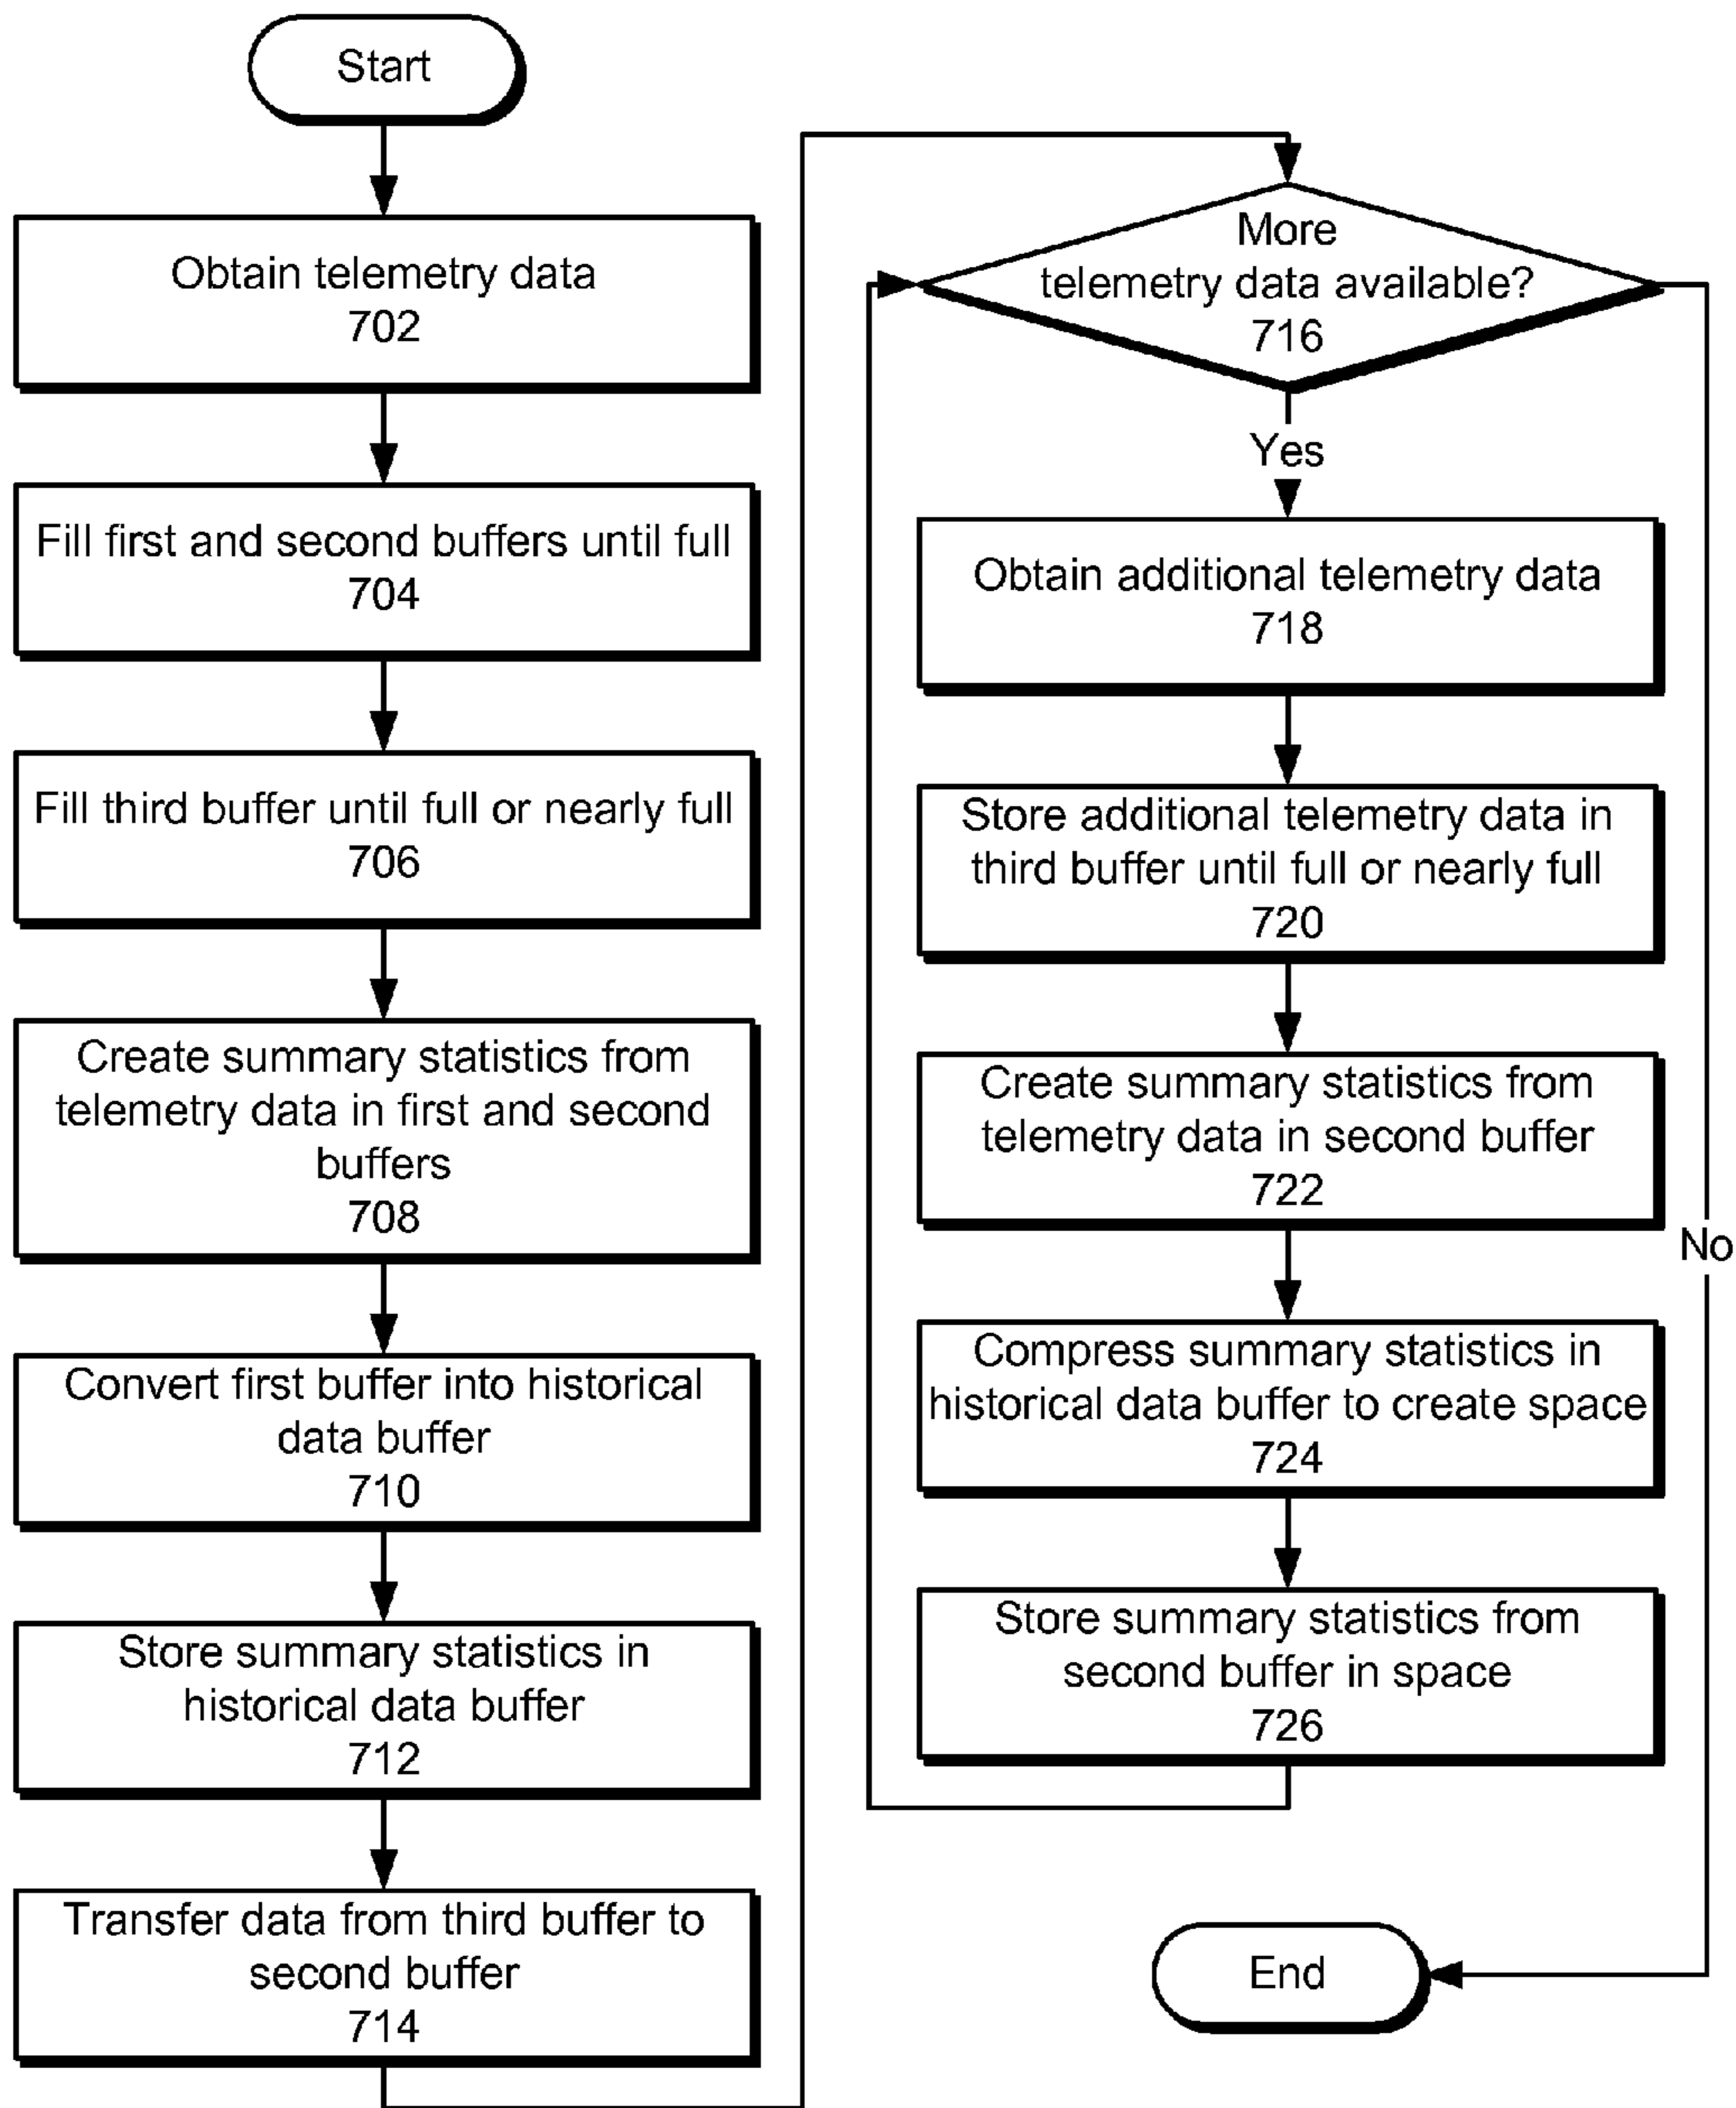 Start
Obtain telemetry data
702
Fill first and second buffers until full
704
Fill third buffer until full or nearly full
706
Create summary statistics from
telemetry data in first and second
buffers
708
Convert first buffer into historical
data buffer
710
Store summary statistics in
historical data buffer
712
Transfer data from third buffer to
second buffer
714
More
telemetry data available?
716
Yes
Obtain additional telemetry data
718
Store additional telemetry data in
third buffer until full or nearly full
720
Create summary statistics from
telemetry data in second buffer
722
No
Compress summary statistics in
historical data buffer to create space
724
Store summary statistics from
second buffer in space
726
End